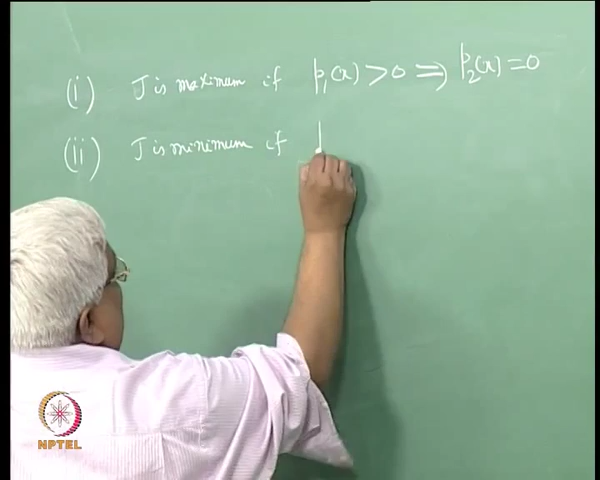 (i) J is maximum if p₁(x) > 0 ⇒ p₂(x) = 0
(ii) J is minimum if
NPTEL